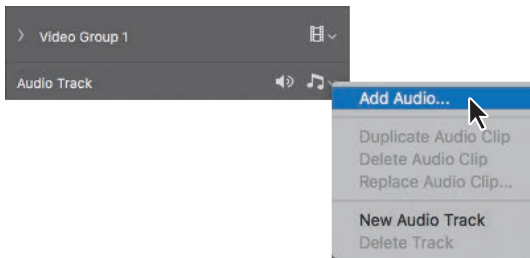 Video Group 1
Audio Track
Add Audio...
Duplicate Audio Clip
Delete Audio Clip
Replace Audio Clip...
New Audio Track
Delete Track